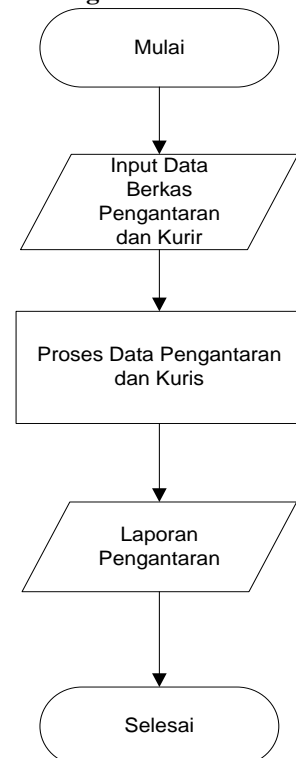 Mulai
Input Data
Berkas
Pengantaran
dan Kurir
Proses Data Pengantaran
dan Kuris
Laporan
Pengantaran
Selesai